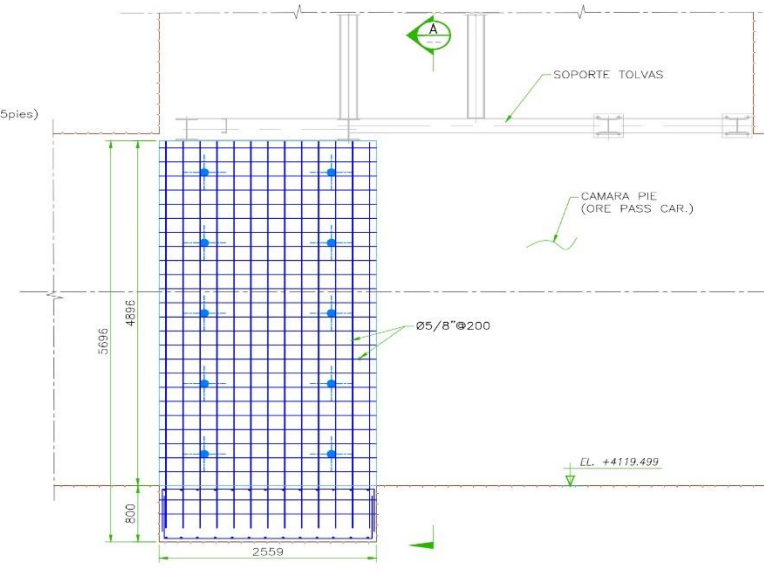 A
SOPORTE TOLVAS
5pies)
CAMARA PIE
(ORE PASS CAR.)
5696
4896
Ø5/8"@200
EL. +4119.499
800
2559